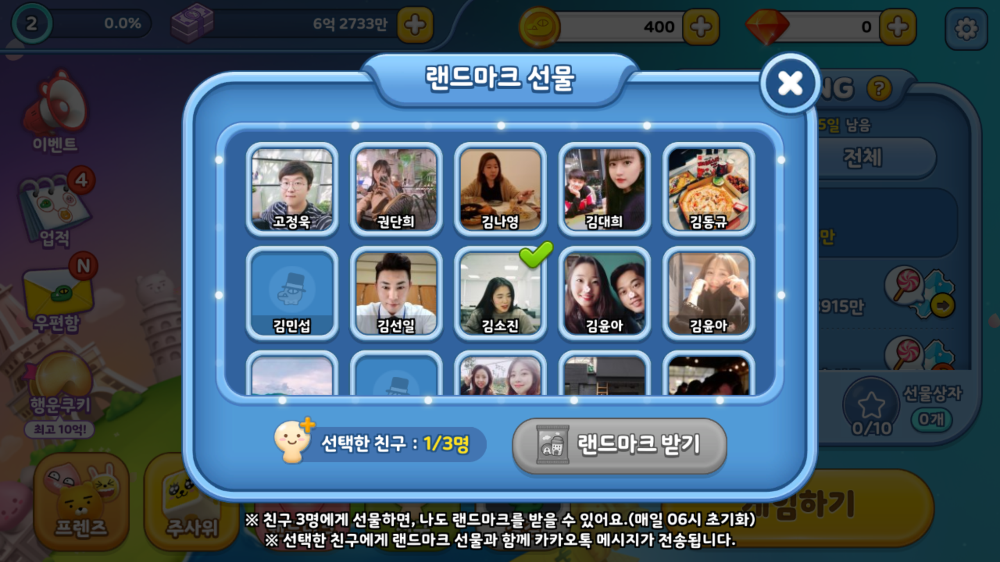 2
0.0%
6억 2733만
400
0
랜드마크 선물
NG
?
5일 남음
이벤트
전체
4
업적
만
고정욱
권단희
김나영
김대희
김동규
N
우편함
3915만
김민섭
김선일
김소진
김윤아
김윤아
행운쿠키
최고 10억!
선물상자
0개
0/10
선택한 친구 : 1/3명
랜드마크 받기
게임하기
프렌즈
주사위
※ 친구 3명에게 선물하면, 나도 랜드마크를 받을 수 있어요.(매일 06시 초기화)
※ 선택한 친구에게 랜드마크 선물과 함께 카카오톡 메시지가 전송됩니다.